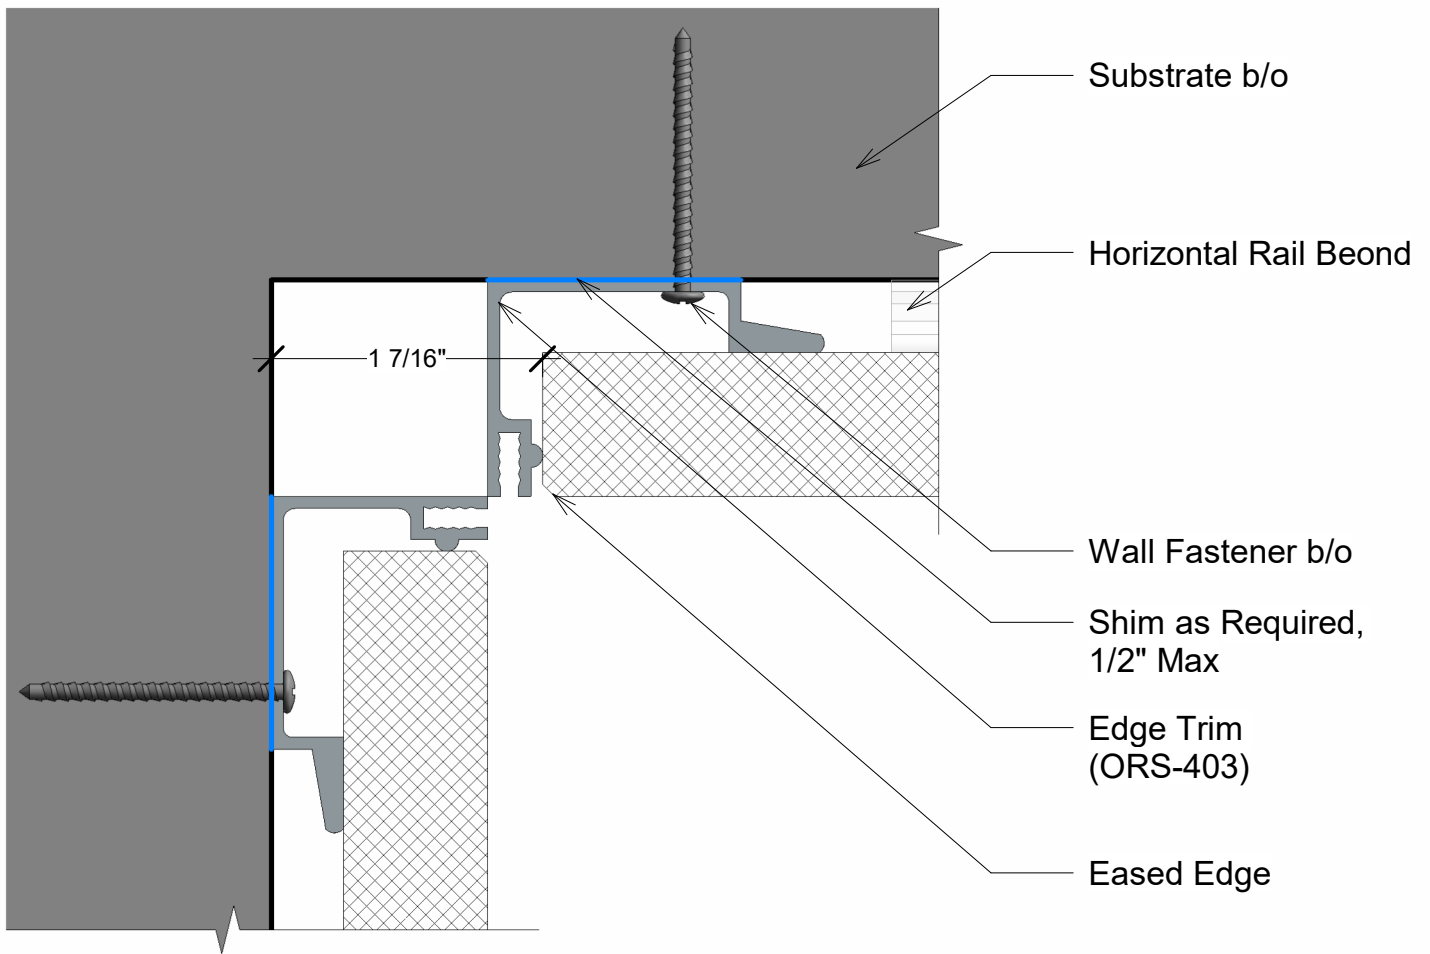 Substrate b/o
Horizontal Rail Beond
1 7/16"
Wall Fastener b/o
Shim as Required,
1/2" Max
Edge Trim
(ORS-403)
Eased Edge